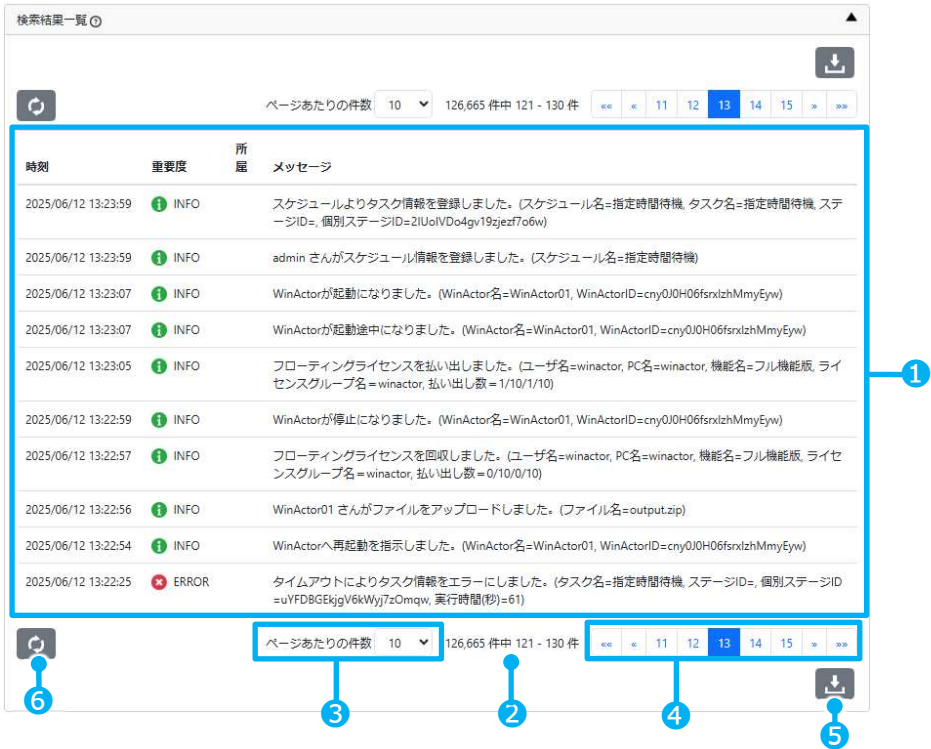 検索結果一覧 ?
ページあたりの件数 10 126,665 件中 121 - 130 件 «« « 11 12 13 14 15 » »»
所
時刻 重要度 属 メッセージ
2025/06/12 13:23:59 INFO スケジュールよりタスク情報を登録しました。(スケジュール名=指定時間待機, タスク名=指定時間待機, ステ
ージID=, 個別ステージID=2IUoIVDo4gv19zjezf7o6w)
2025/06/12 13:23:59 INFO admin さんがスケジュール情報を登録しました。(スケジュール名=指定時間待機)
2025/06/12 13:23:07 INFO WinActorが起動になりました。(WinActor名=WinActor01, WinActorID=cny0J0H06fsrxIzhMmyEyw)
2025/06/12 13:23:07 INFO WinActorが起動途中になりました。(WinActor名=WinActor01, WinActorID=cny0J0H06fsrxIzhMmyEyw)
2025/06/12 13:23:05 INFO フローティングライセンスを払い出しました。(ユーザ名=winactor, PC名=winactor, 機能名=フル機能版, ライ
センスグループ名＝winactor, 払い出し数＝1/10/1/10)
2025/06/12 13:22:59 INFO WinActorが停止になりました。(WinActor名=WinActor01, WinActorID=cny0J0H06fsrxIzhMmyEyw)
2025/06/12 13:22:57 INFO フローティングライセンスを回収しました。(ユーザ名=winactor, PC名=winactor, 機能名=フル機能版, ライセ
ンスグループ名＝winactor, 払い出し数＝0/10/0/10)
2025/06/12 13:22:56 INFO WinActor01 さんがファイルをアップロードしました。(ファイル名=output.zip)
2025/06/12 13:22:54 INFO WinActorへ再起動を指示しました。(WinActor名=WinActor01, WinActorID=cny0J0H06fsrxIzhMmyEyw)
2025/06/12 13:22:25 ERROR タイムアウトによりタスク情報をエラーにしました。(タスク名=指定時間待機, ステージID=, 個別ステージID
=uYFDBGEkjgV6kWyj7zOmqw, 実行時間(秒)=61)
1
ページあたりの件数 10 126,665 件中 121 - 130 件 «« « 11 12 13 14 15 » »»
6 3 2 4 5